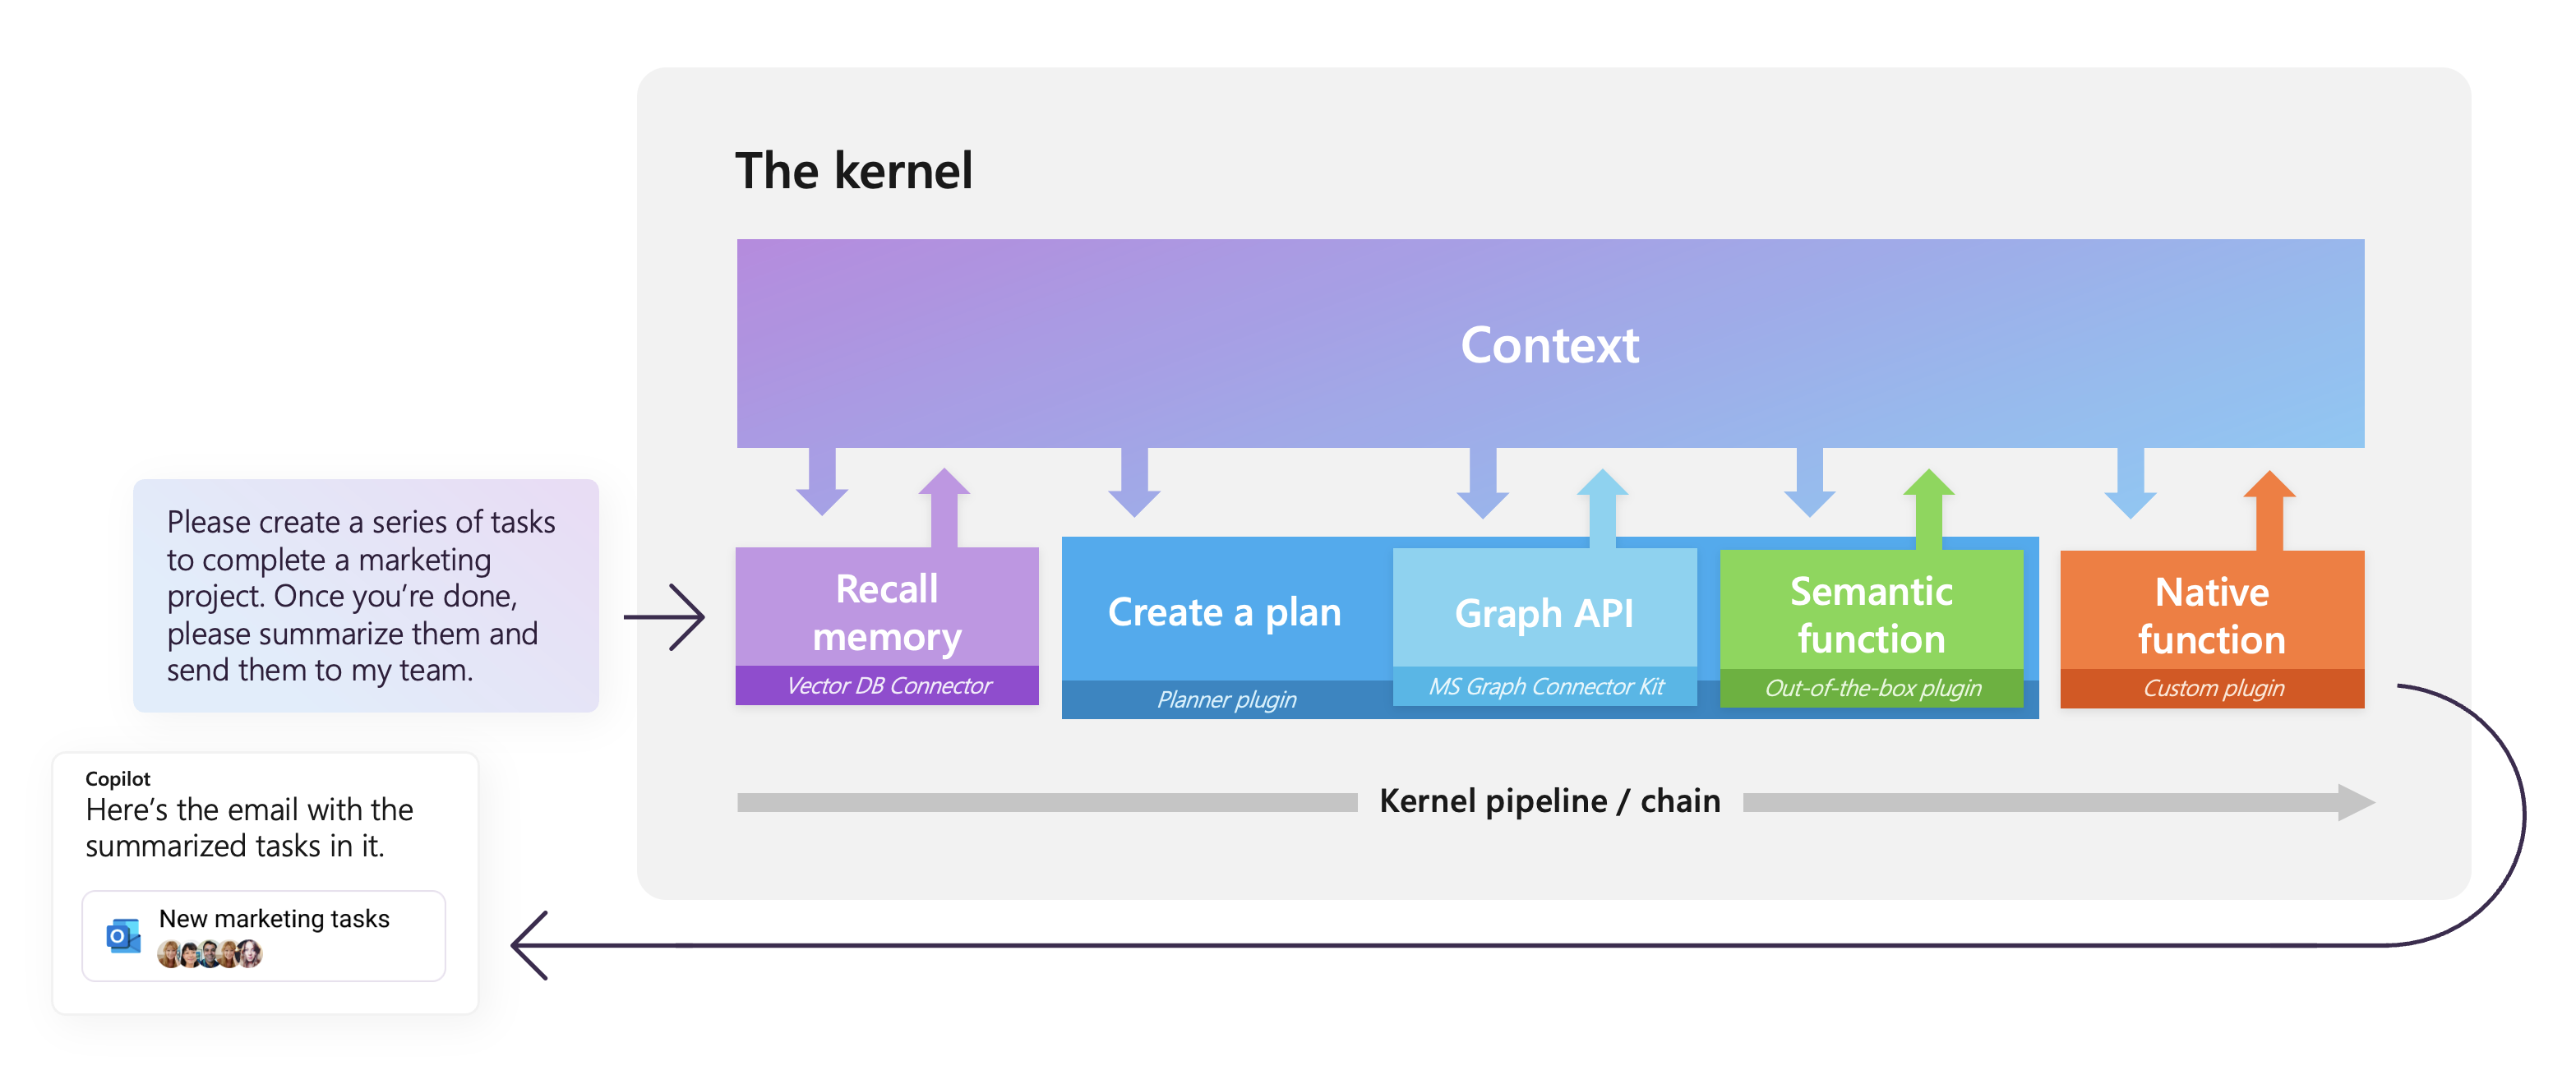 The kernel
Context
Please create a series of tasks
to complete a marketing
project. Once you’re done,
please summarize them and
send them to my team.
Recall
memory
Vector DB Connector
Create a plan
Planner plugin
Graph API
MS Graph Connector Kit
Semantic
function
Out-of-the-box plugin
Native
function
Custom plugin
Kernel pipeline / chain
Copilot
Here’s the email with the
summarized tasks in it.
O
New marketing tasks